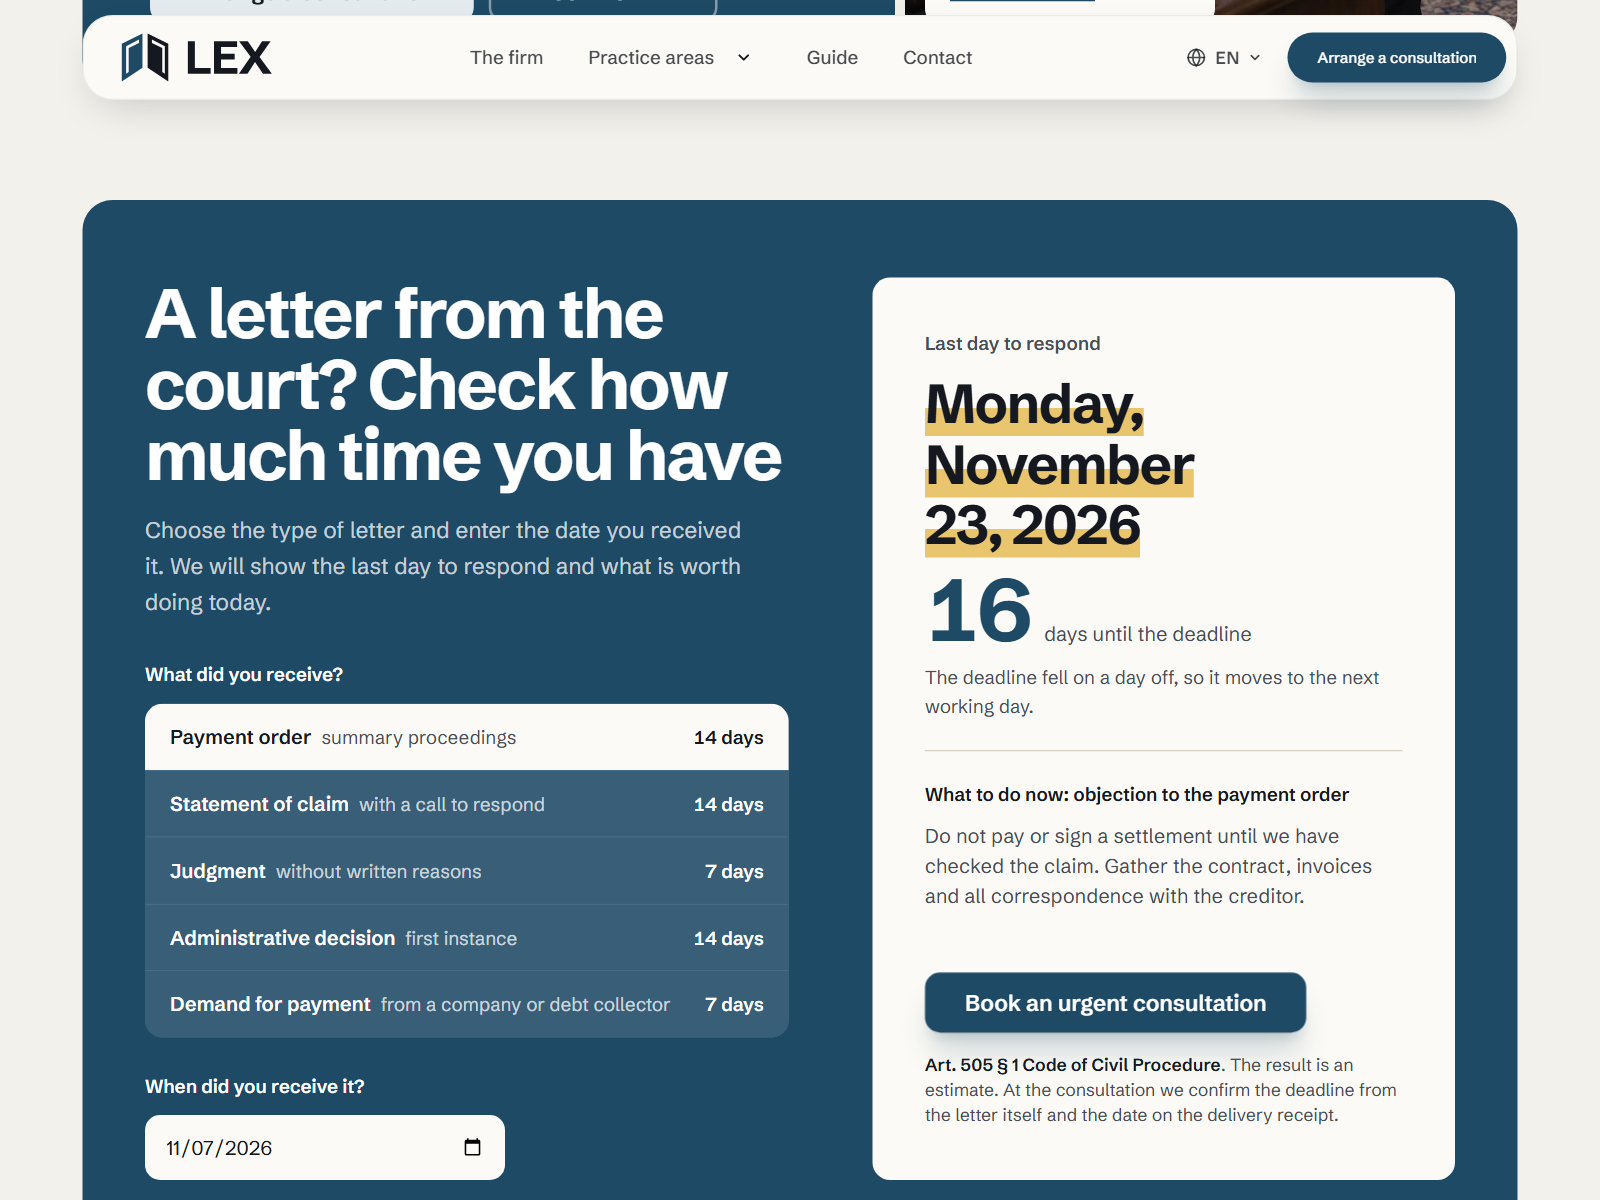 LEX
The firm
Practice areas
Guide
Contact
EN
Arrange a consultation
A letter from the
court? Check how
much time you have
Choose the type of letter and enter the date you received
it. We will show the last day to respond and what is worth
doing today.
What did you receive?
Payment order summary proceedings 14 days
Statement of claim with a call to respond 14 days
Judgment without written reasons 7 days
Administrative decision first instance 14 days
Demand for payment from a company or debt collector 7 days
When did you receive it?
11/07/2026
Last day to respond
Monday,
November
23, 2026
16 days until the deadline
The deadline fell on a day off, so it moves to the next
working day.
What to do now: objection to the payment order
Do not pay or sign a settlement until we have
checked the claim. Gather the contract, invoices
and all correspondence with the creditor.
Book an urgent consultation
Art. 505 § 1 Code of Civil Procedure. The result is an
estimate. At the consultation we confirm the deadline from
the letter itself and the date on the delivery receipt.